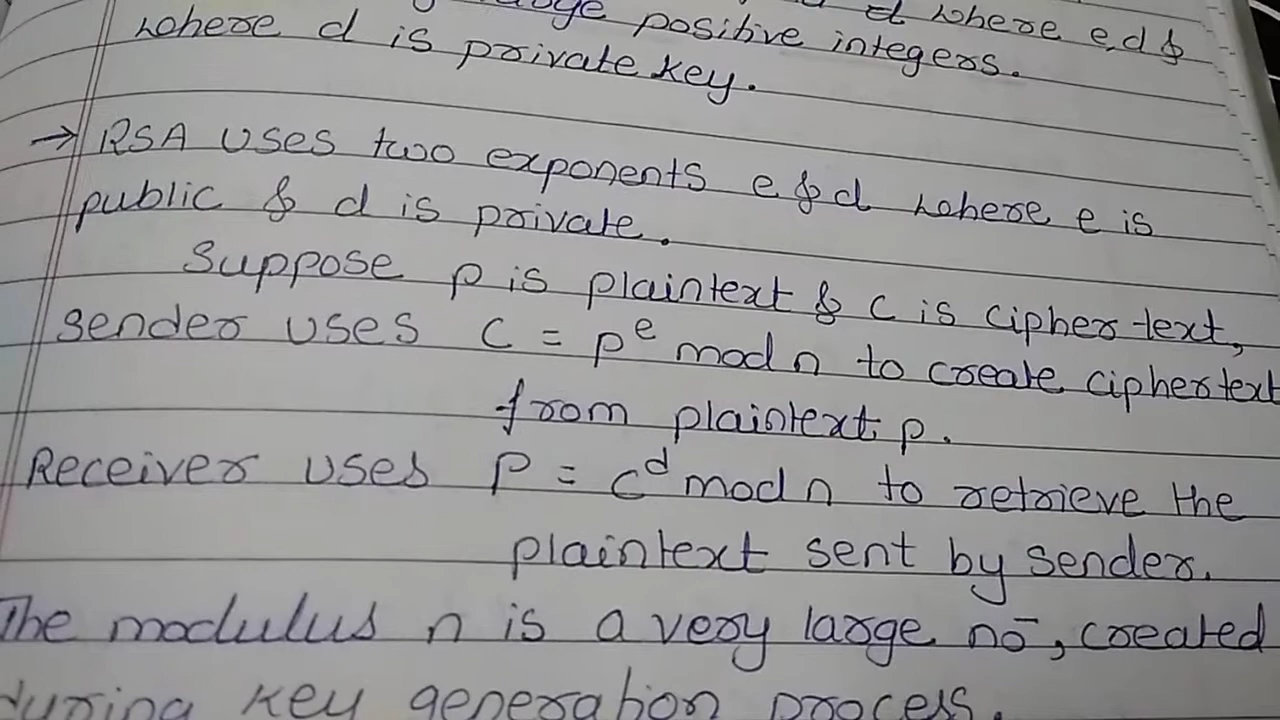 where e,d &
where d is private key. positive integers.
→ RSA uses two exponents e & d where e is
public & d is private.
Suppose p is plaintext & c is cipher text,
sender uses c = p^e mod n to create ciphertext
from plaintext p.
Receiver uses P = c^d mod n to retrieve the
plaintext sent by sender.
The modulus n is a very large no, created
during key generation process.